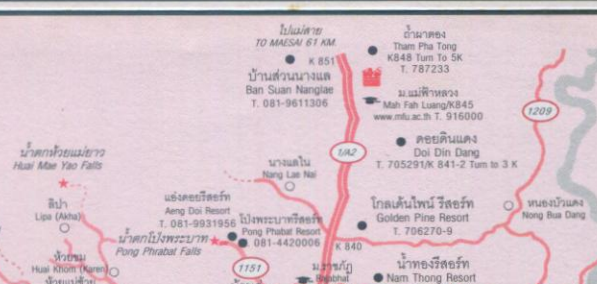 ไปแม่สาย
TO MAESAI 61 KM.
K 851
บ้านสวนนางแล
Ban Suan Nanglae
T. 081-9611306
ถ้ำผาตอง
Tham Pha Tong
K848 Turn To 5K
T. 787233
ม.แม่ฟ้าหลวง
Mah Fah Luang/K845
www.mfu.ac.th T. 916000
1209
1/A2
ดอยดินแดง
Doi Din Dang
T. 705291/K 841-2 Turn to 3 K
น้ำตกห้วยแม่ยาว
Huai Mae Yao Falls
นางแลใน
Nang Lae Nai
ลิปา
Lipa (Akha)
แอ่งดอยรีสอร์ท
Aeng Doi Resort
T. 081-9931956
โป่งพระบาทรีสอร์ท
Pong Phabat Resort
081-4420006
น้ำตกโป่งพระบาท
Pong Phrabat Falls
โกลเด้นไพน์ รีสอร์ท
Golden Pine Resort
T. 706270-9
หนองบัวแดง
Nong Bua Dang
K 840
ห้วยขม
Huai Khom (Karen)
1151
ม.ราชภัฏ
Rajabhat
น้ำทองรีสอร์ท
Nam Thong Resort